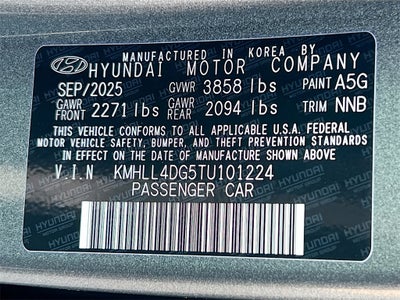 MANUFACTURED IN KOREA BY
HYUNDAI MOTOR COMPANY
SEP/2025 GVWR 3858 lbs PAINT A5G
GAWR FRONT 2271 lbs GAWR REAR 2094 lbs TRIM NNB
THIS VEHICLE CONFORMS TO ALL APPLICABLE U.S.A FEDERAL
MOTOR VEHICLE SAFETY, BUMPER, AND THEFT PREVENTION STANDARDS
IN EFFECT ON THE DATE OF MANUFACTURE SHOWN ABOVE.
V.I.N KMHLL4DG5TU101224
PASSENGER CAR